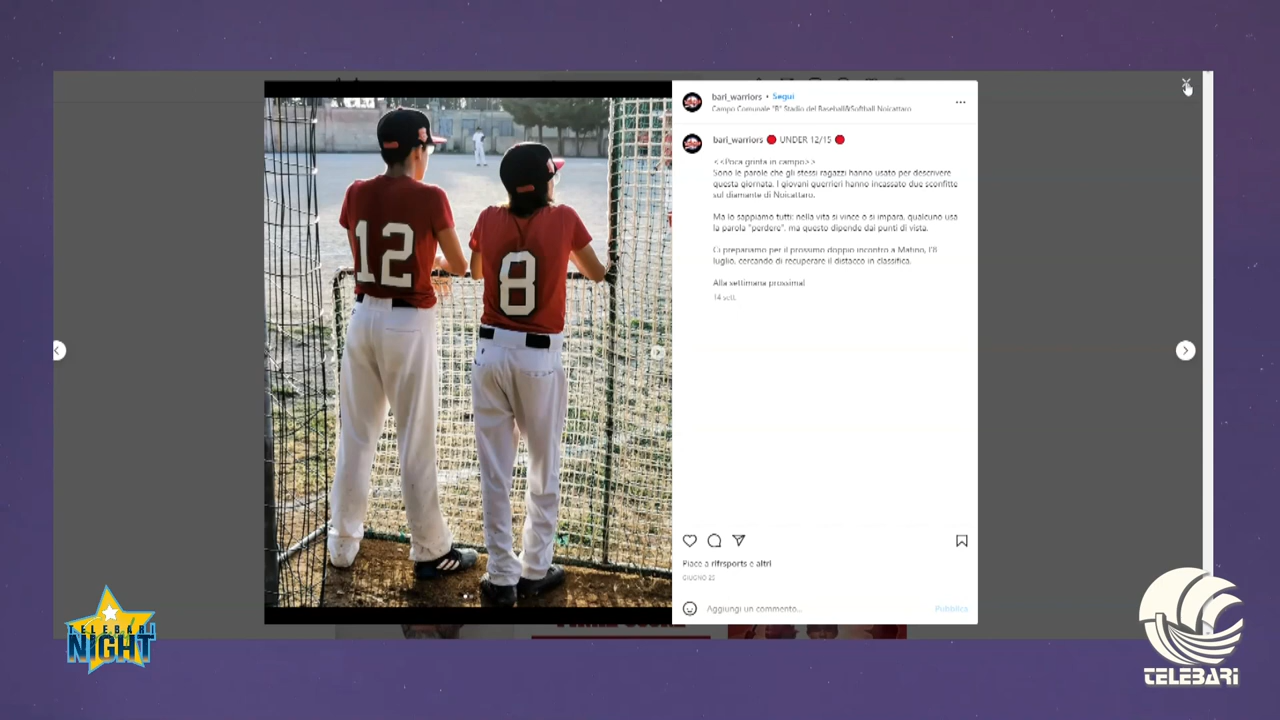 bari_warriors • Segui
Campo Comunale "B" Stadio del Baseball&Softball Noicattaro
bari_warriors 🔴 UNDER 12/15 🔴
<<Poca grinta in campo>>
Sono le parole che gli stessi ragazzi hanno usato per descrivere
questa giornata. I giovani guerrieri hanno incassato due sconfitte
sul diamante di Noicattaro.
Ma lo sappiamo tutti: nella vita si vince o si impara, qualcuno usa
la parola "perdere", ma questo dipende dai punti di vista.
Ci prepariamo per il prossimo doppio incontro a Matino, l'8
luglio, cercando di recuperare il distacco in classifica.
Alla settimana prossima!
14 sett.
12
8
Piace a rifrsports e altri
GIUGNO 25
Aggiungi un commento...
Pubblica
TELEBARI
NIGHT
TELEBARI